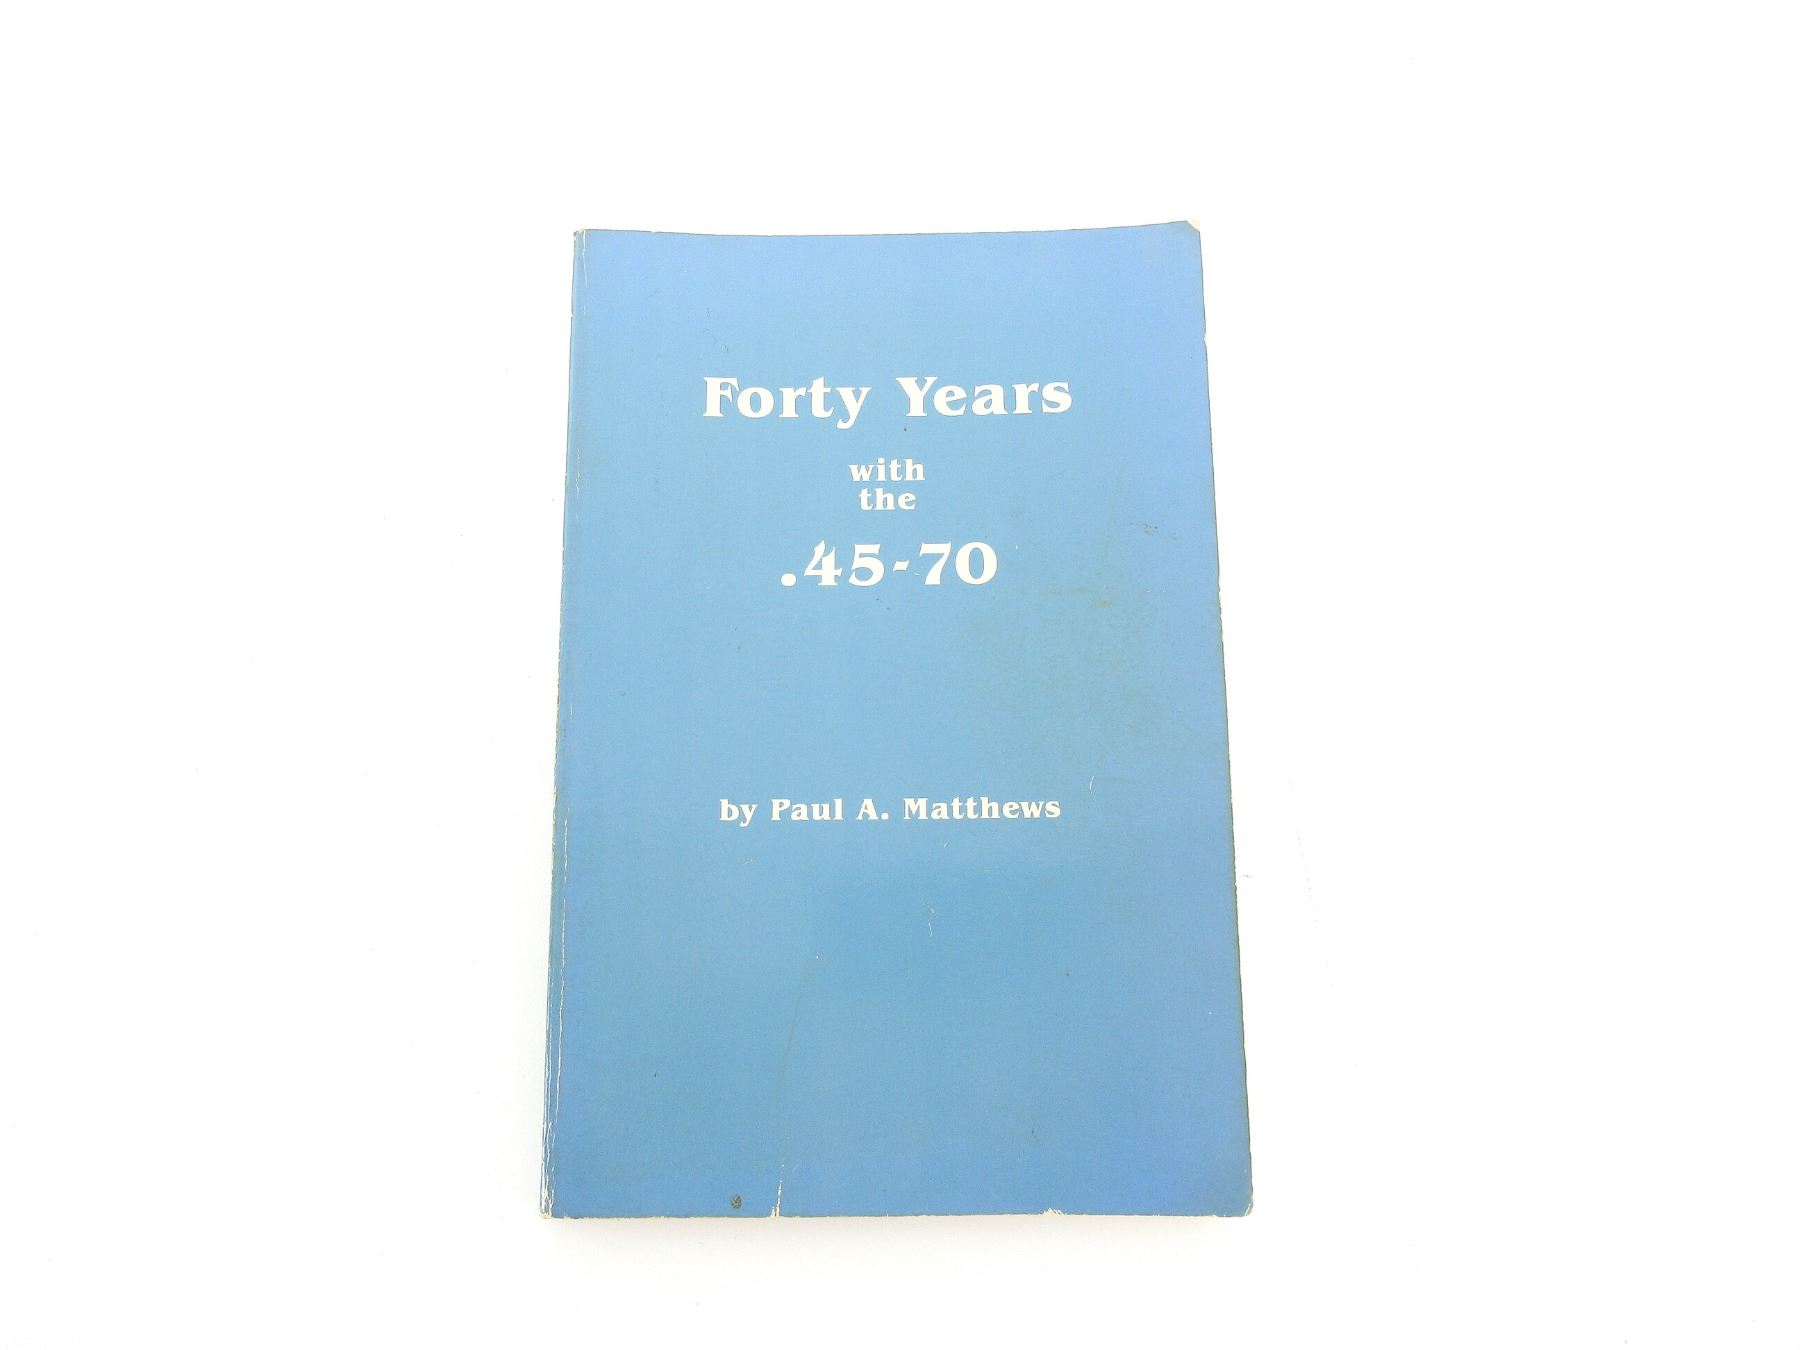 Forty Years
with
the
.45-70
by Paul A. Matthews